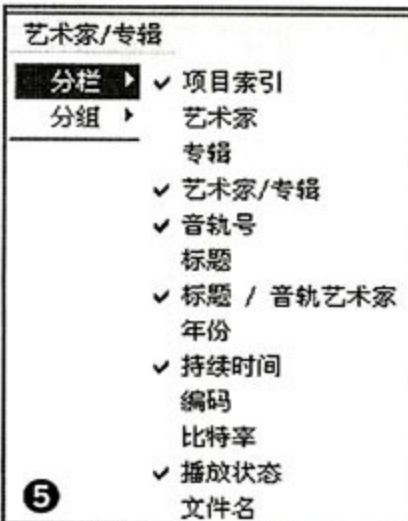 艺术家/专辑
分栏
分组
✓ 项目索引
艺术家
专辑
✓ 艺术家/专辑
✓ 音轨号
标题
✓ 标题 / 音轨艺术家
年份
✓ 持续时间
编码
比特率
✓ 播放状态
文件名
❺